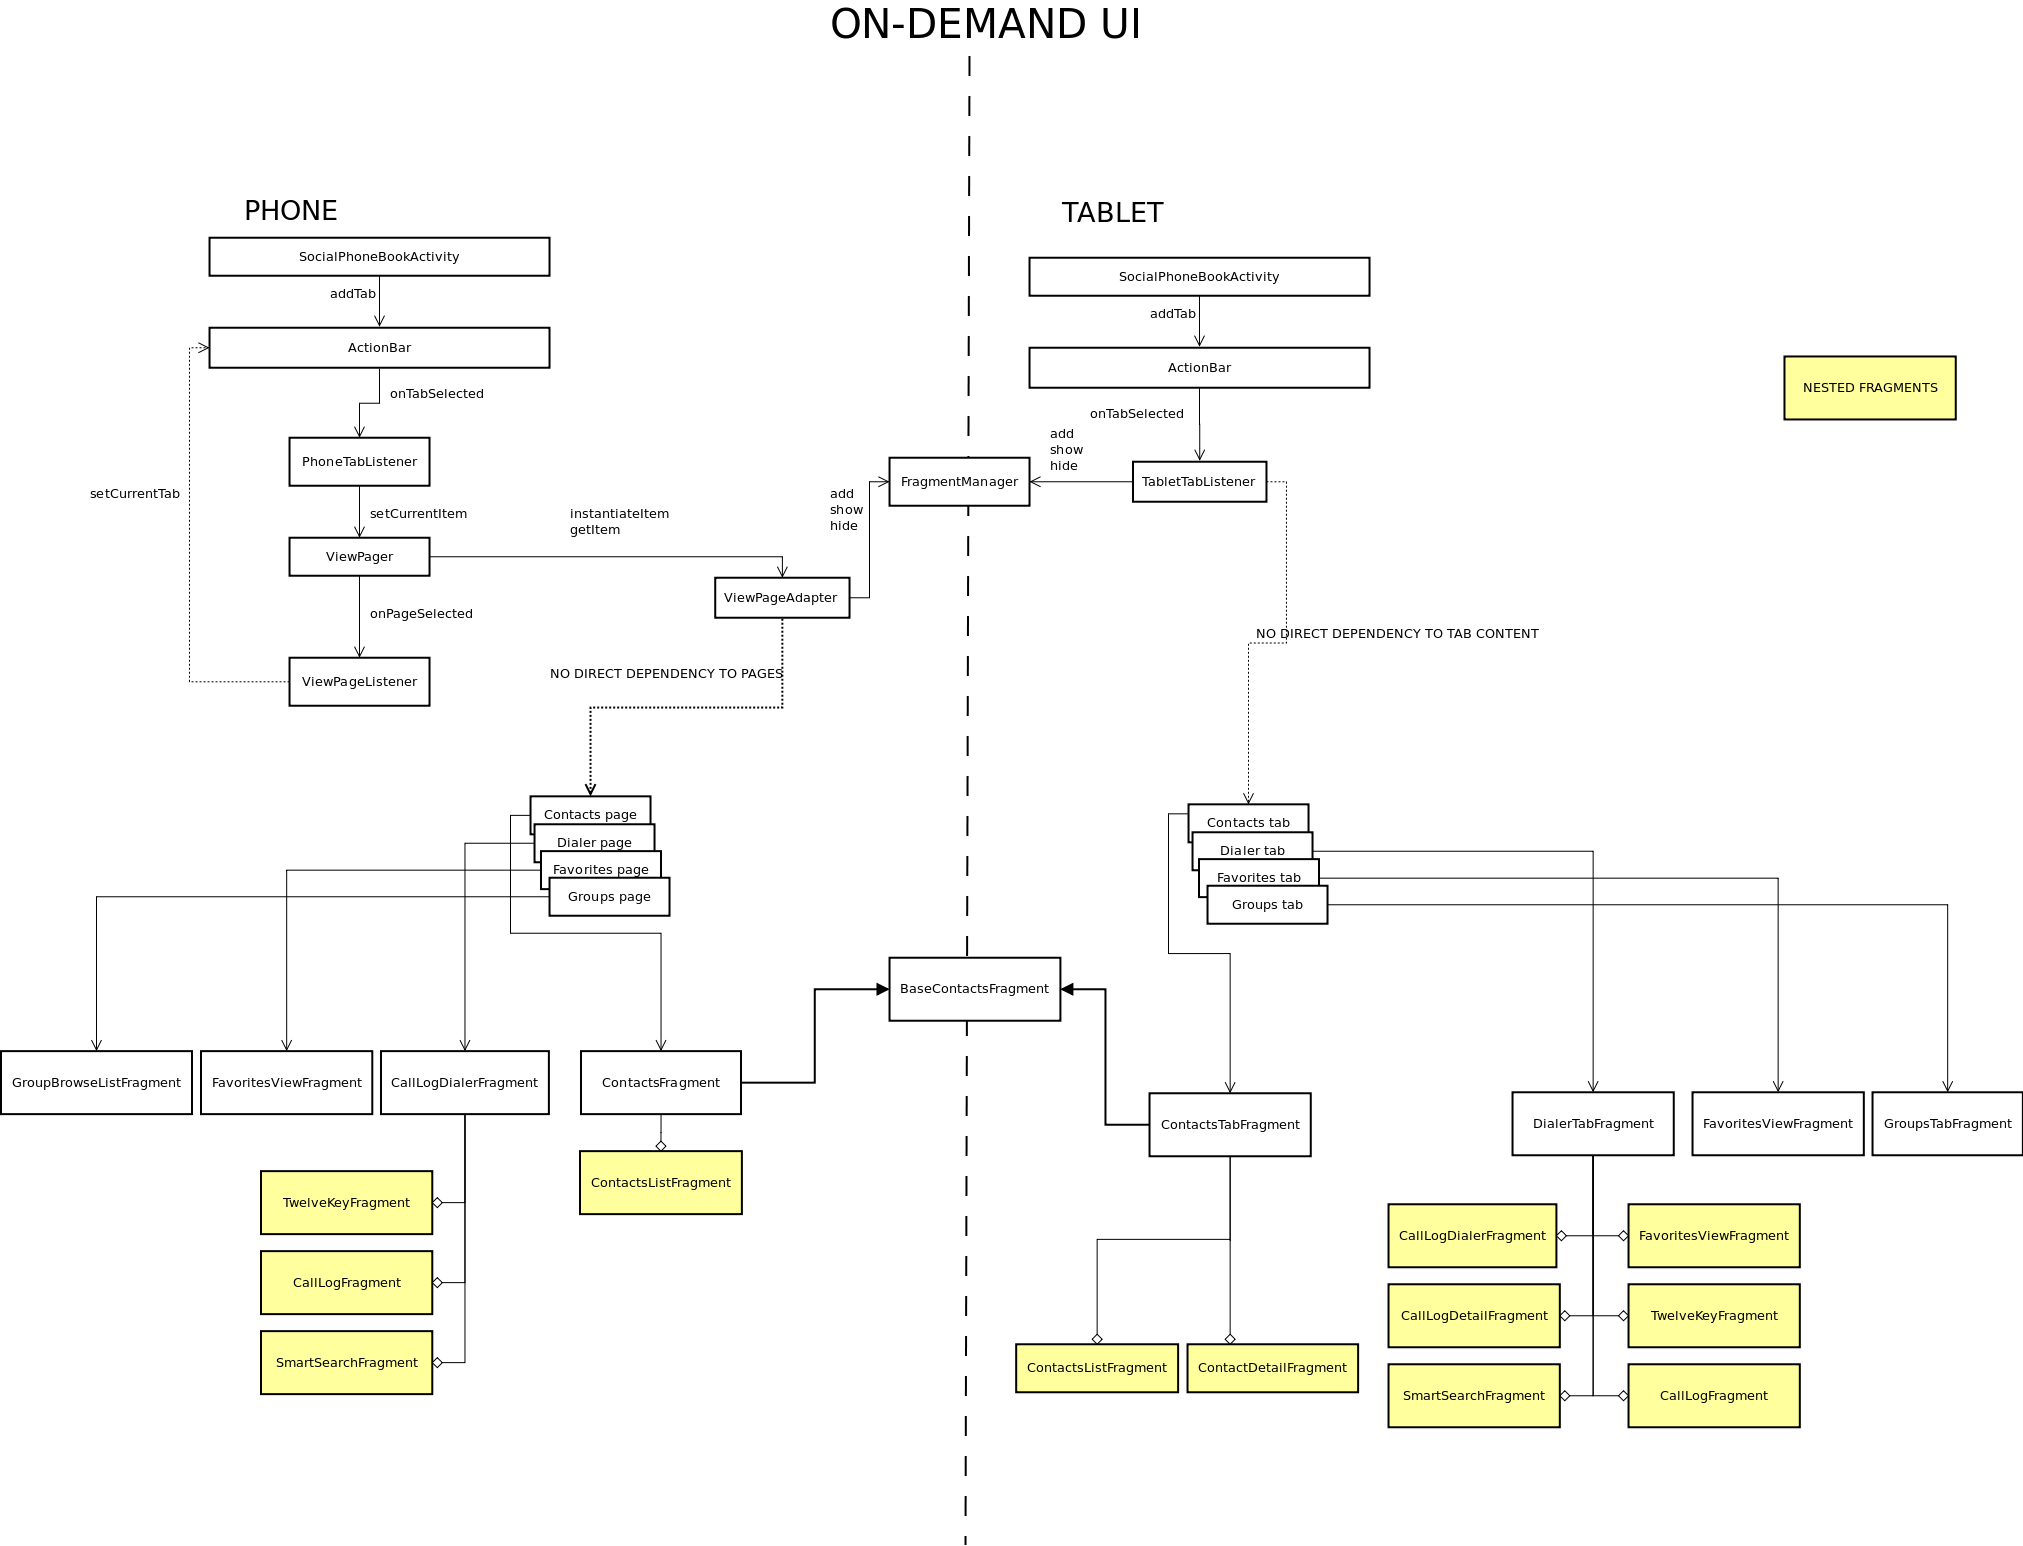 ON-DEMAND UI
PHONE
SocialPhoneBookActivity
addTab
ActionBar
onTabSelected
PhoneTabListener
setCurrentTab
setCurrentItem
ViewPager
instantiateItem
getItem
onPageSelected
ViewPageListener
ViewPageAdapter
add
show
hide
FragmentManager
NO DIRECT DEPENDENCY TO PAGES
Contacts page
Dialer page
Favorites page
Groups page
GroupBrowseListFragment
FavoritesViewFragment
CallLogDialerFragment
ContactsFragment
ContactsListFragment
TwelveKeyFragment
CallLogFragment
SmartSearchFragment
BaseContactsFragment
TABLET
SocialPhoneBookActivity
addTab
ActionBar
onTabSelected
add
show
hide
TabletTabListener
NESTED FRAGMENTS
NO DIRECT DEPENDENCY TO TAB CONTENT
Contacts tab
Dialer tab
Favorites tab
Groups tab
ContactsTabFragment
DialerTabFragment
FavoritesViewFragment
GroupsTabFragment
ContactsListFragment
ContactDetailFragment
CallLogDialerFragment
FavoritesViewFragment
CallLogDetailFragment
TwelveKeyFragment
SmartSearchFragment
CallLogFragment